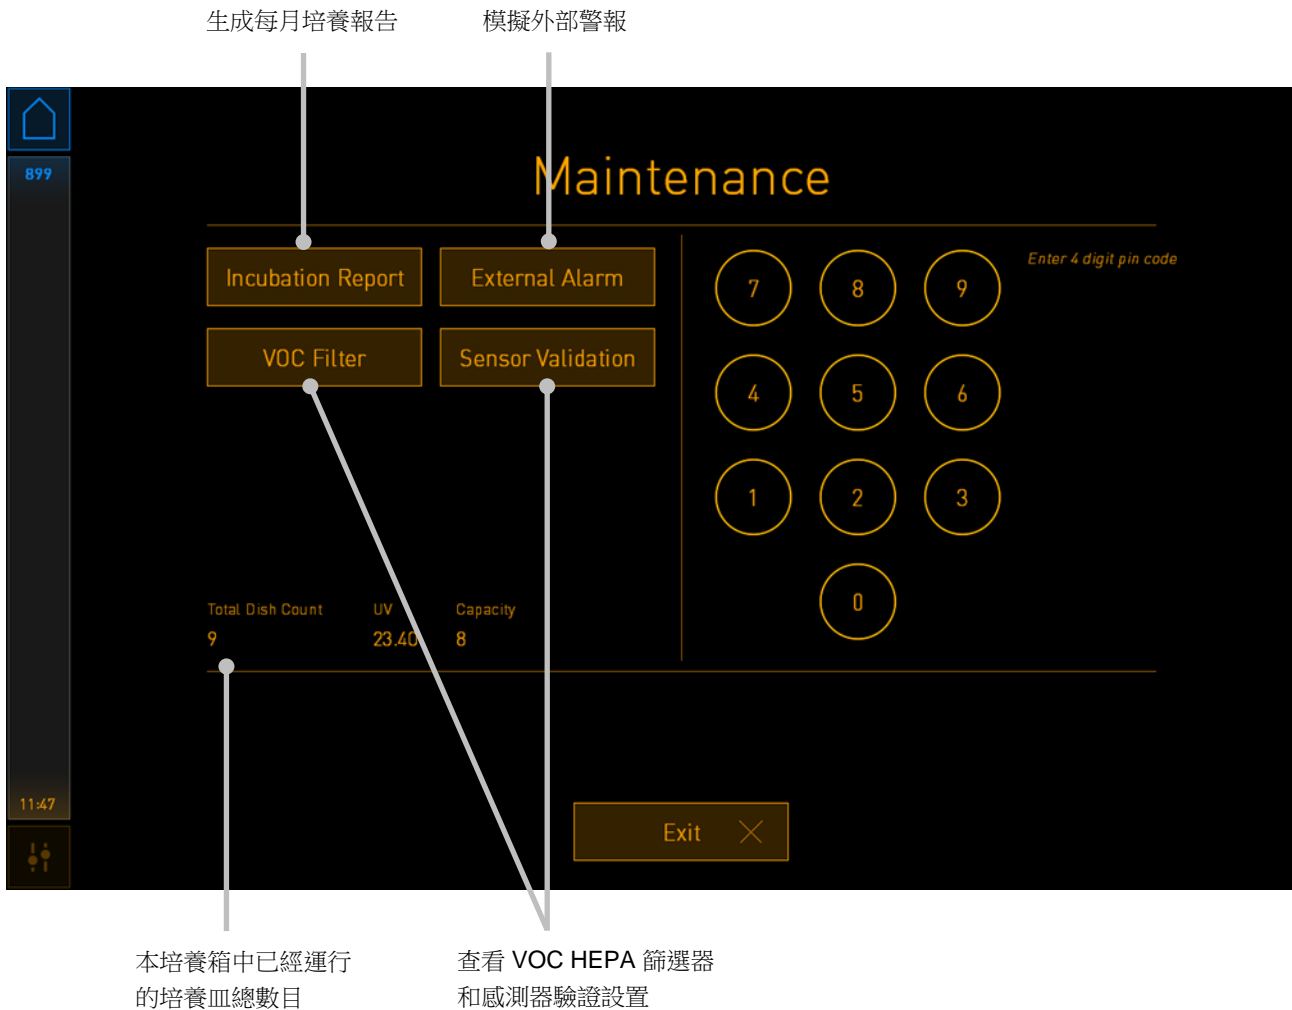 生成每月培養報告
模擬外部警報
899
Maintenance
Incubation Report
External Alarm
VOC Filter
Sensor Validation
7
8
9
Enter 4 digit pin code
4
5
6
1
2
3
0
Total Dish Count
UV
Capacity
9
23.40
8
11:47
Exit
本培養箱中已經運行
的培養皿總數目
查看 VOC HEPA 篩選器
和感測器驗證設置